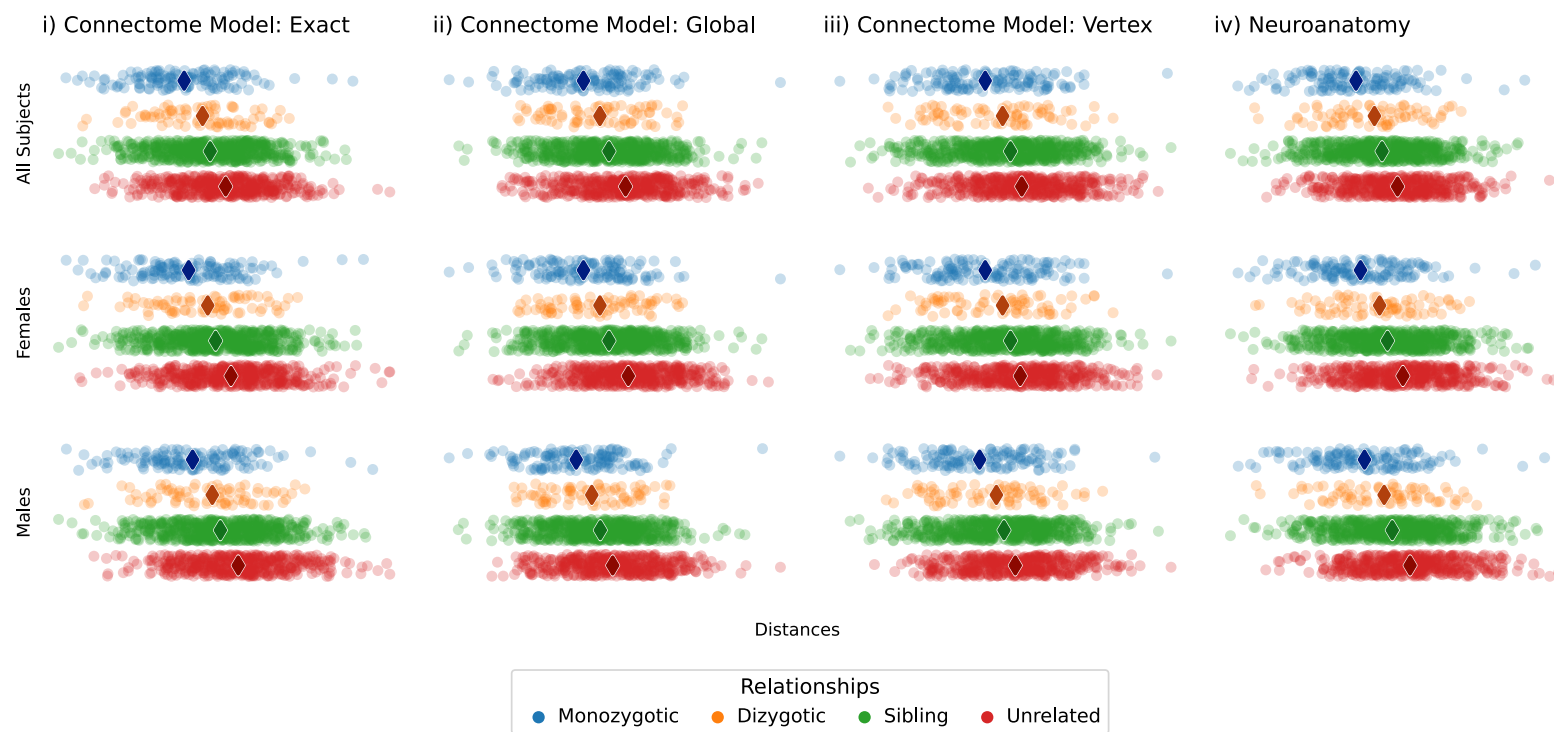 i) Connectome Model: Exact
ii) Connectome Model: Global
iii) Connectome Model: Vertex
iv) Neuroanatomy
All Subjects
Females
Males
Distances
Relationships
Monozygotic Dizygotic Sibling Unrelated